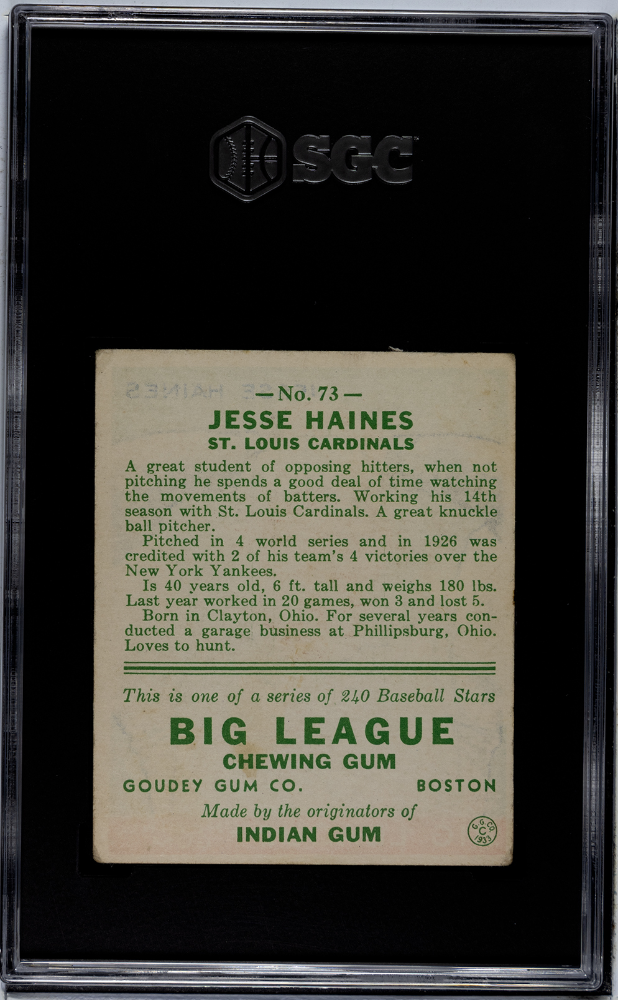 SGC
—No. 73—
JESSE HAINES
ST. LOUIS CARDINALS
A great student of opposing hitters, when not
pitching he spends a good deal of time watching
the movements of batters. Working his 14th
season with St. Louis Cardinals. A great knuckle
ball pitcher.
Pitched in 4 world series and in 1926 was
credited with 2 of his team's 4 victories over the
New York Yankees.
Is 40 years old, 6 ft. tall and weighs 180 lbs.
Last year worked in 20 games, won 3 and lost 5.
Born in Clayton, Ohio. For several years con-
ducted a garage business at Phillipsburg, Ohio.
Loves to hunt.
This is one of a series of 240 Baseball Stars
BIG LEAGUE
CHEWING GUM
GOUDEY GUM CO. BOSTON
Made by the originators of
INDIAN GUM
G. G. CO.
C
1933